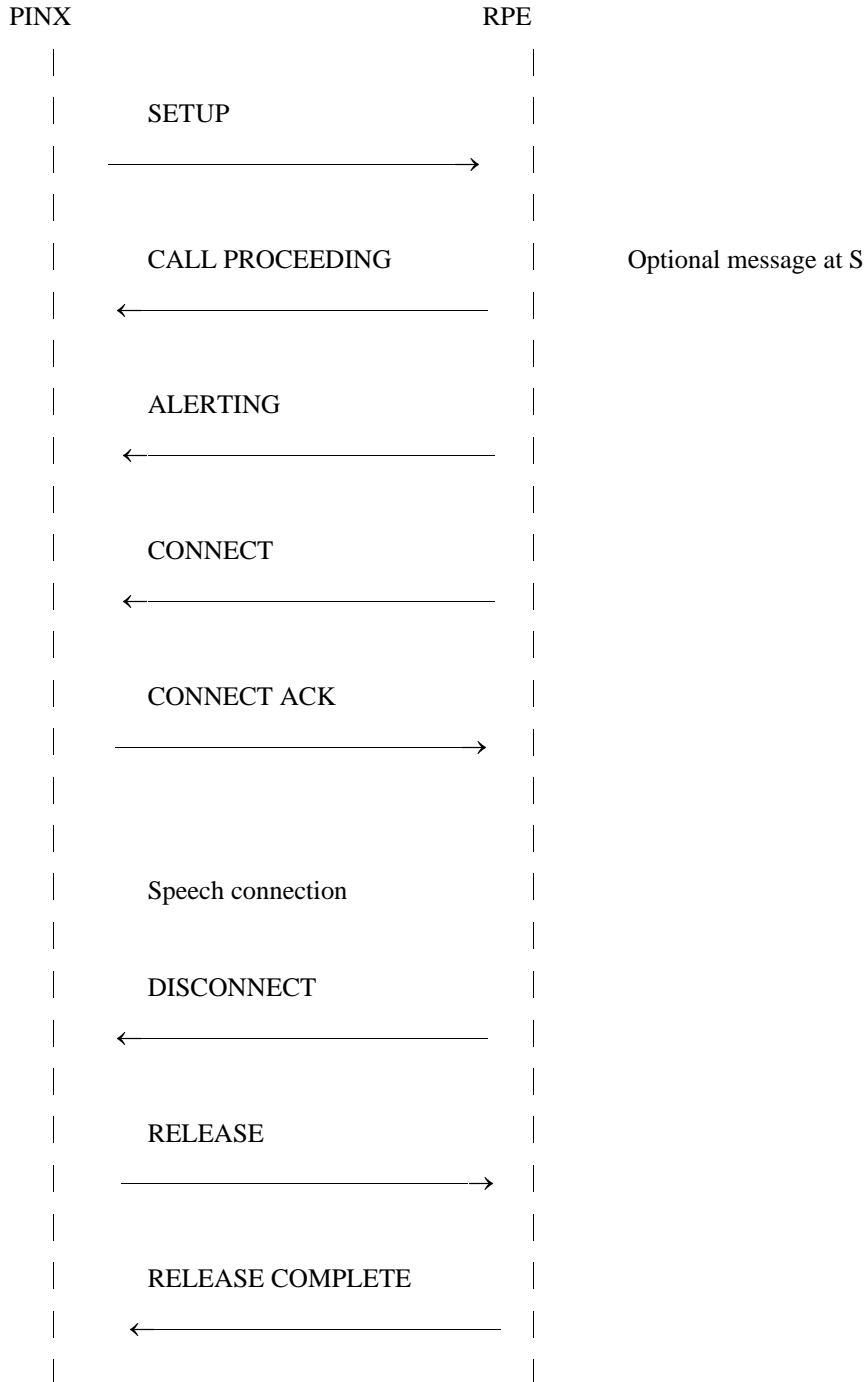 PINX RPE
SETUP
CALL PROCEEDING Optional message at S
ALERTING
CONNECT
CONNECT ACK
Speech connection
DISCONNECT
RELEASE
RELEASE COMPLETE